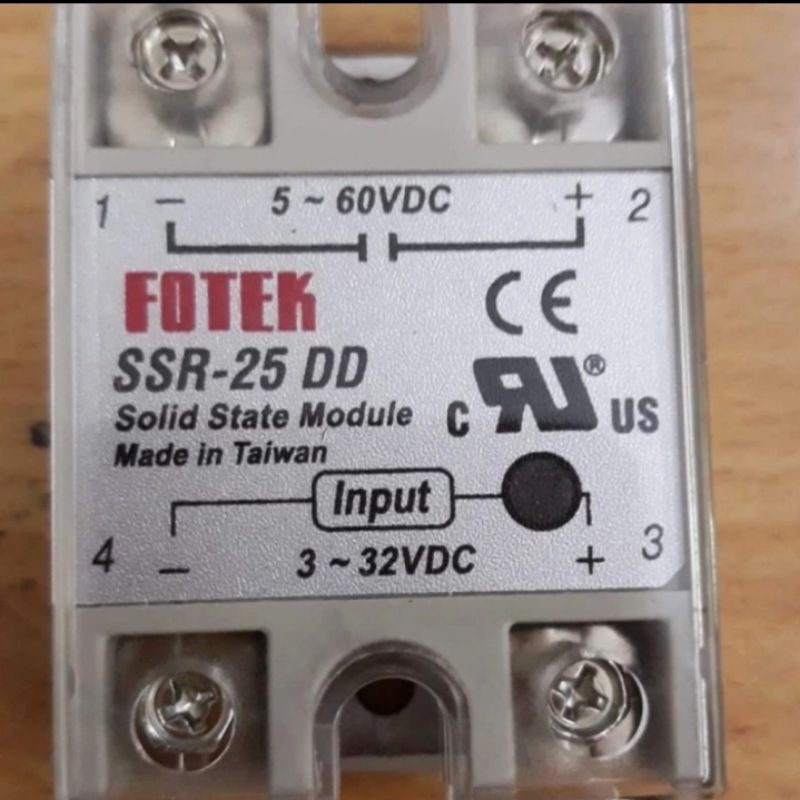 1 − 5 ~ 60VDC + 2
FOTEK
CE
SSR-25 DD
Solid State Module
Made in Taiwan
C RU® US
Input
4 − 3 ~ 32VDC + 3